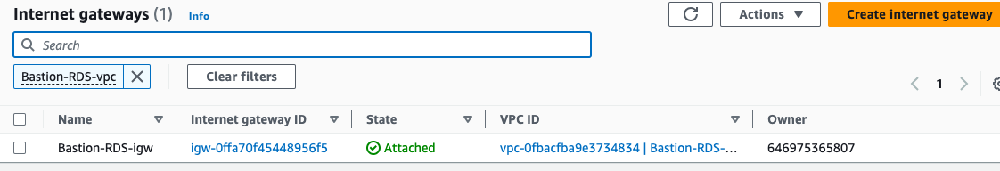 Internet gateways (1) Info
Actions ▼
Create internet gateway
Search
Bastion-RDS-vpc
Clear filters
1
Name Internet gateway ID State VPC ID Owner
Bastion-RDS-igw igw-0ffa70f45448956f5 Attached vpc-0fbacfba9e3734834 | Bastion-RDS-... 646975365807